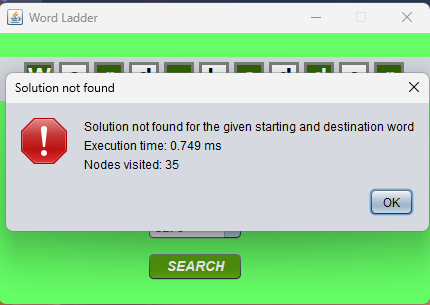 Word Ladder
Solution not found
Solution not found for the given starting and destination word
Execution time: 0.749 ms
Nodes visited: 35
OK
SEARCH